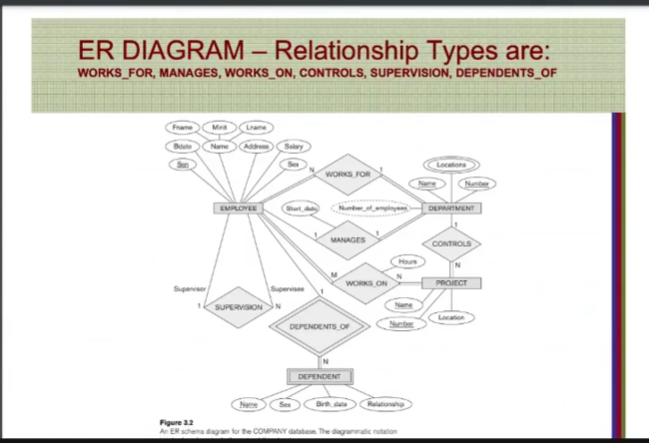 ER DIAGRAM – Relationship Types are:
WORKS_FOR, MANAGES, WORKS_ON, CONTROLS, SUPERVISION, DEPENDENTS_OF
Fname Minit Lname
Bdate Name Address Salary
Ssn Sex N WORKS_FOR 1 Locations
Name Number
EMPLOYEE Start_date Number_of_employees DEPARTMENT
1 MANAGES 1 1
CONTROLS
Hours N
M WORKS_ON N PROJECT
Supervisor Supervisee 1
1 SUPERVISION N Name
Number Location
DEPENDENTS_OF
N
DEPENDENT
Name Sex Birth_date Relationship
Figure 3.2
An ER schema diagram for the COMPANY database. The diagrammatic notation